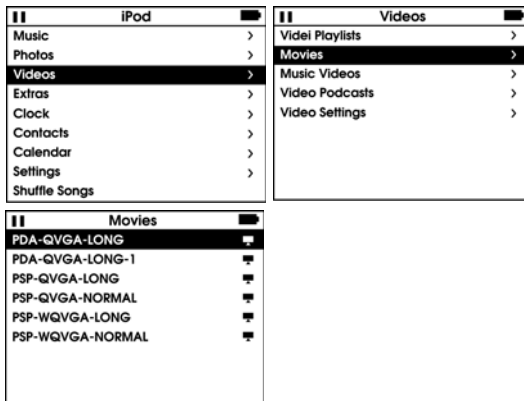 iPod
Music
Photos
Videos
Extras
Clock
Contacts
Calendar
Settings
Shuffle Songs
Videos
Videi Playlists
Movies
Music Videos
Video Podcasts
Video Settings
Movies
PDA-QVGA-LONG
PDA-QVGA-LONG-1
PSP-QVGA-LONG
PSP-QVGA-NORMAL
PSP-WQVGA-LONG
PSP-WQVGA-NORMAL